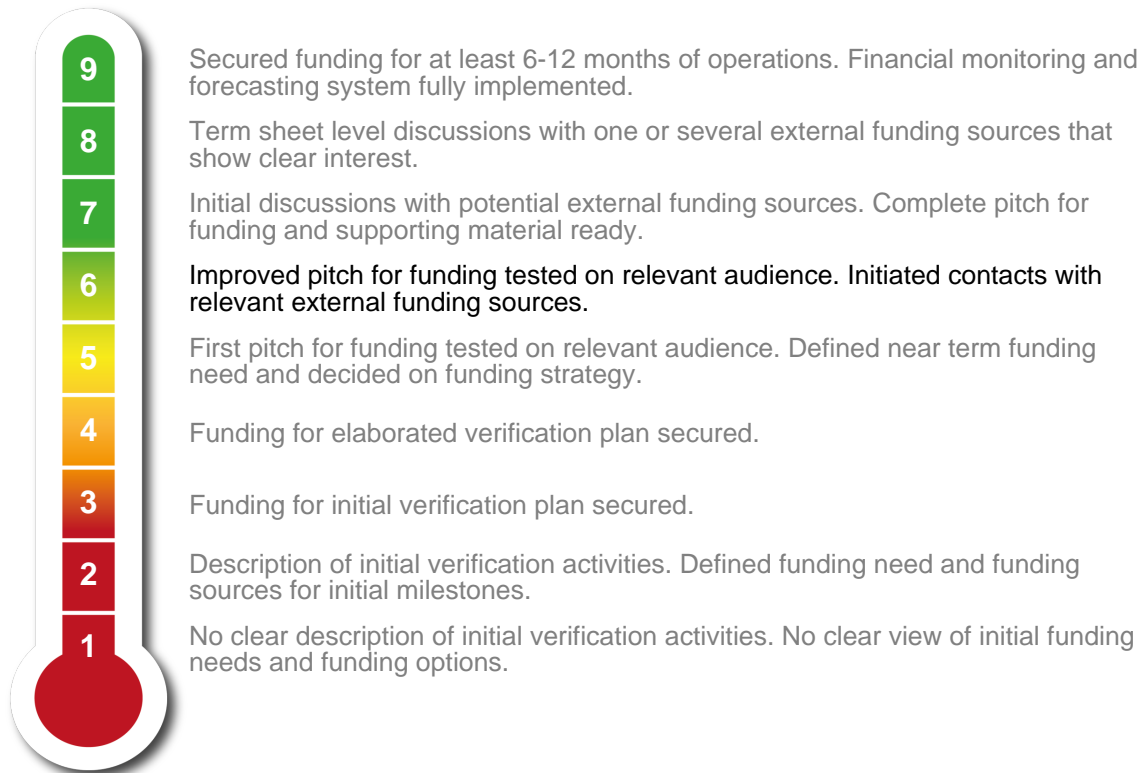 9
Secured funding for at least 6-12 months of operations. Financial monitoring and
forecasting system fully implemented.
8
Term sheet level discussions with one or several external funding sources that
show clear interest.
7
Initial discussions with potential external funding sources. Complete pitch for
funding and supporting material ready.
6
Improved pitch for funding tested on relevant audience. Initiated contacts with
relevant external funding sources.
5
First pitch for funding tested on relevant audience. Defined near term funding
need and decided on funding strategy.
4
Funding for elaborated verification plan secured.
3
Funding for initial verification plan secured.
2
Description of initial verification activities. Defined funding need and funding
sources for initial milestones.
1
No clear description of initial verification activities. No clear view of initial funding
needs and funding options.